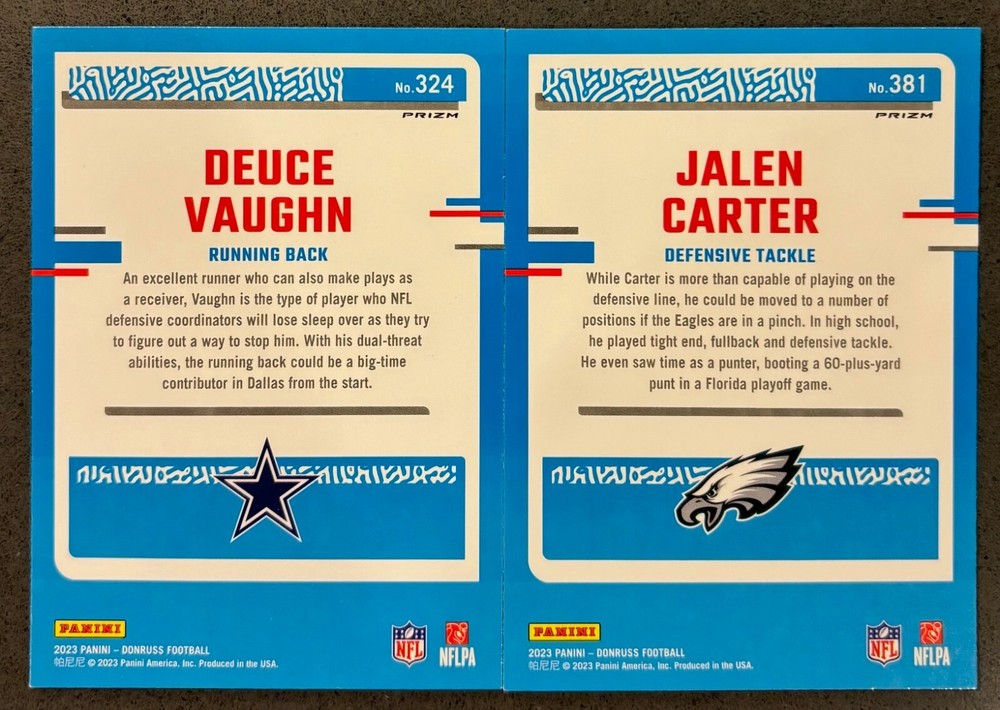 No.324
PRIZM
DEUCE
VAUGHN
RUNNING BACK
An excellent runner who can also make plays as
a receiver, Vaughn is the type of player who NFL
defensive coordinators will lose sleep over as they try
to figure out a way to stop him. With his dual-threat
abilities, the running back could be a big-time
contributor in Dallas from the start.
PANINI
2023 PANINI – DONRUSS FOOTBALL
帕尼尼 © 2023 Panini America, Inc. Produced in the USA.
NFL
NFLPA
No.381
PRIZM
JALEN
CARTER
DEFENSIVE TACKLE
While Carter is more than capable of playing on the
defensive line, he could be moved to a number of
positions if the Eagles are in a pinch. In high school,
he played tight end, fullback and defensive tackle.
He even saw time as a punter, booting a 60-plus-yard
punt in a Florida playoff game.
PANINI
2023 PANINI – DONRUSS FOOTBALL
帕尼尼 © 2023 Panini America, Inc. Produced in the USA.
NFL
NFLPA